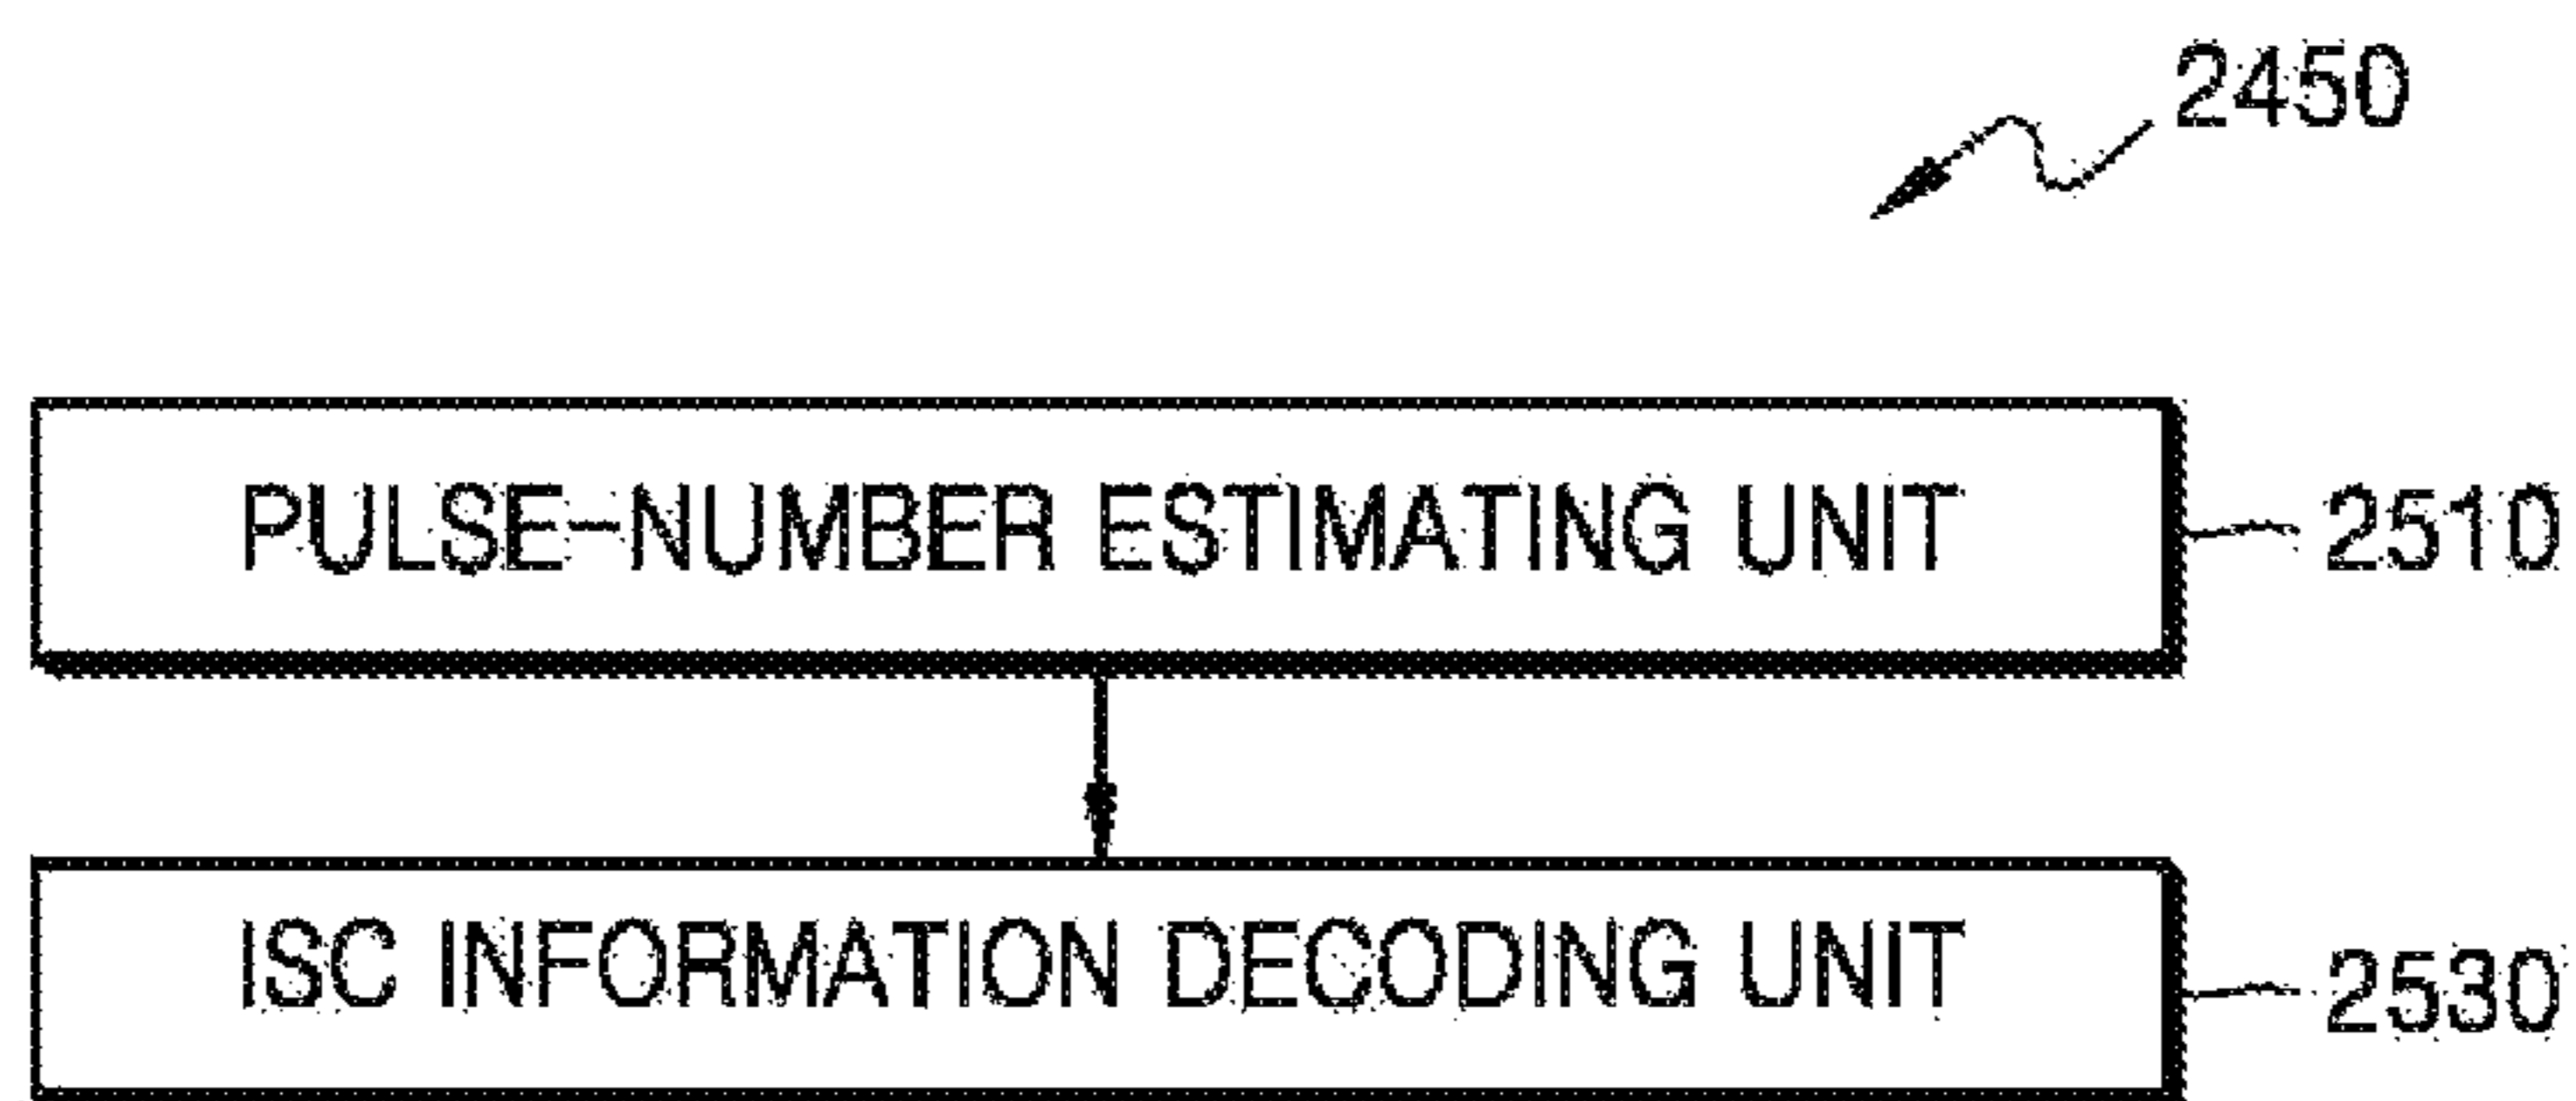 2450
PULSE-NUMBER ESTIMATING UNIT
2510
ISC INFORMATION DECODING UNIT
2530